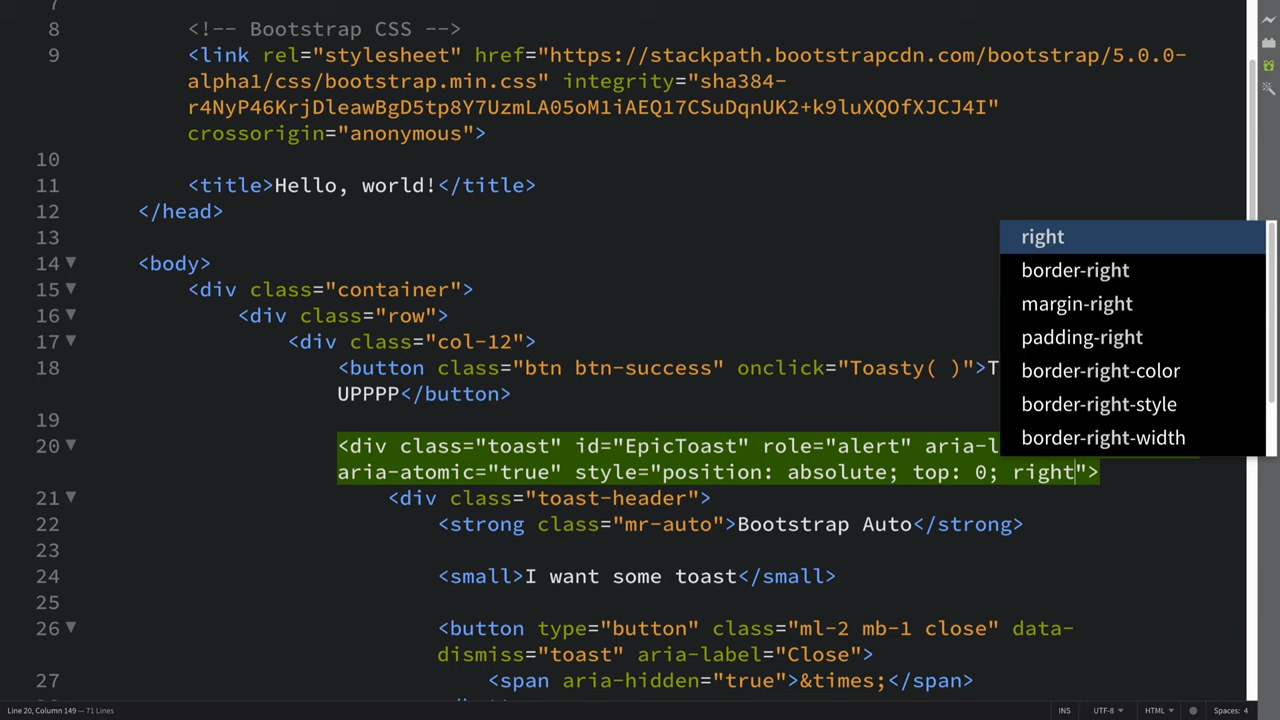 7
8 <!-- Bootstrap CSS -->
9 <link rel="stylesheet" href="https://stackpath.bootstrapcdn.com/bootstrap/5.0.0-
alpha1/css/bootstrap.min.css" integrity="sha384-
r4NyP46KrjDleawBgD5tp8Y7UzmLA05oM1iAEQ17CSuDqnUK2+k9luXQOfXJCJ4I"
crossorigin="anonymous">
10
11 <title>Hello, world!</title>
12 </head>
13
14 <body>
15 <div class="container">
16 <div class="row">
17 <div class="col-12">
18 <button class="btn btn-success" onclick="Toasty( )">T
UPPPP</button>
19
20 <div class="toast" id="EpicToast" role="alert" aria-l
aria-atomic="true" style="position: absolute; top: 0; right">
21 <div class="toast-header">
22 <strong class="mr-auto">Bootstrap Auto</strong>
23
24 <small>I want some toast</small>
25
26 <button type="button" class="ml-2 mb-1 close" data-
dismiss="toast" aria-label="Close">
27 <span aria-hidden="true">&times;</span>
right
border-right
margin-right
padding-right
border-right-color
border-right-style
border-right-width
Line 20, Column 149 — 71 Lines
INS UTF-8 HTML Spaces: 4